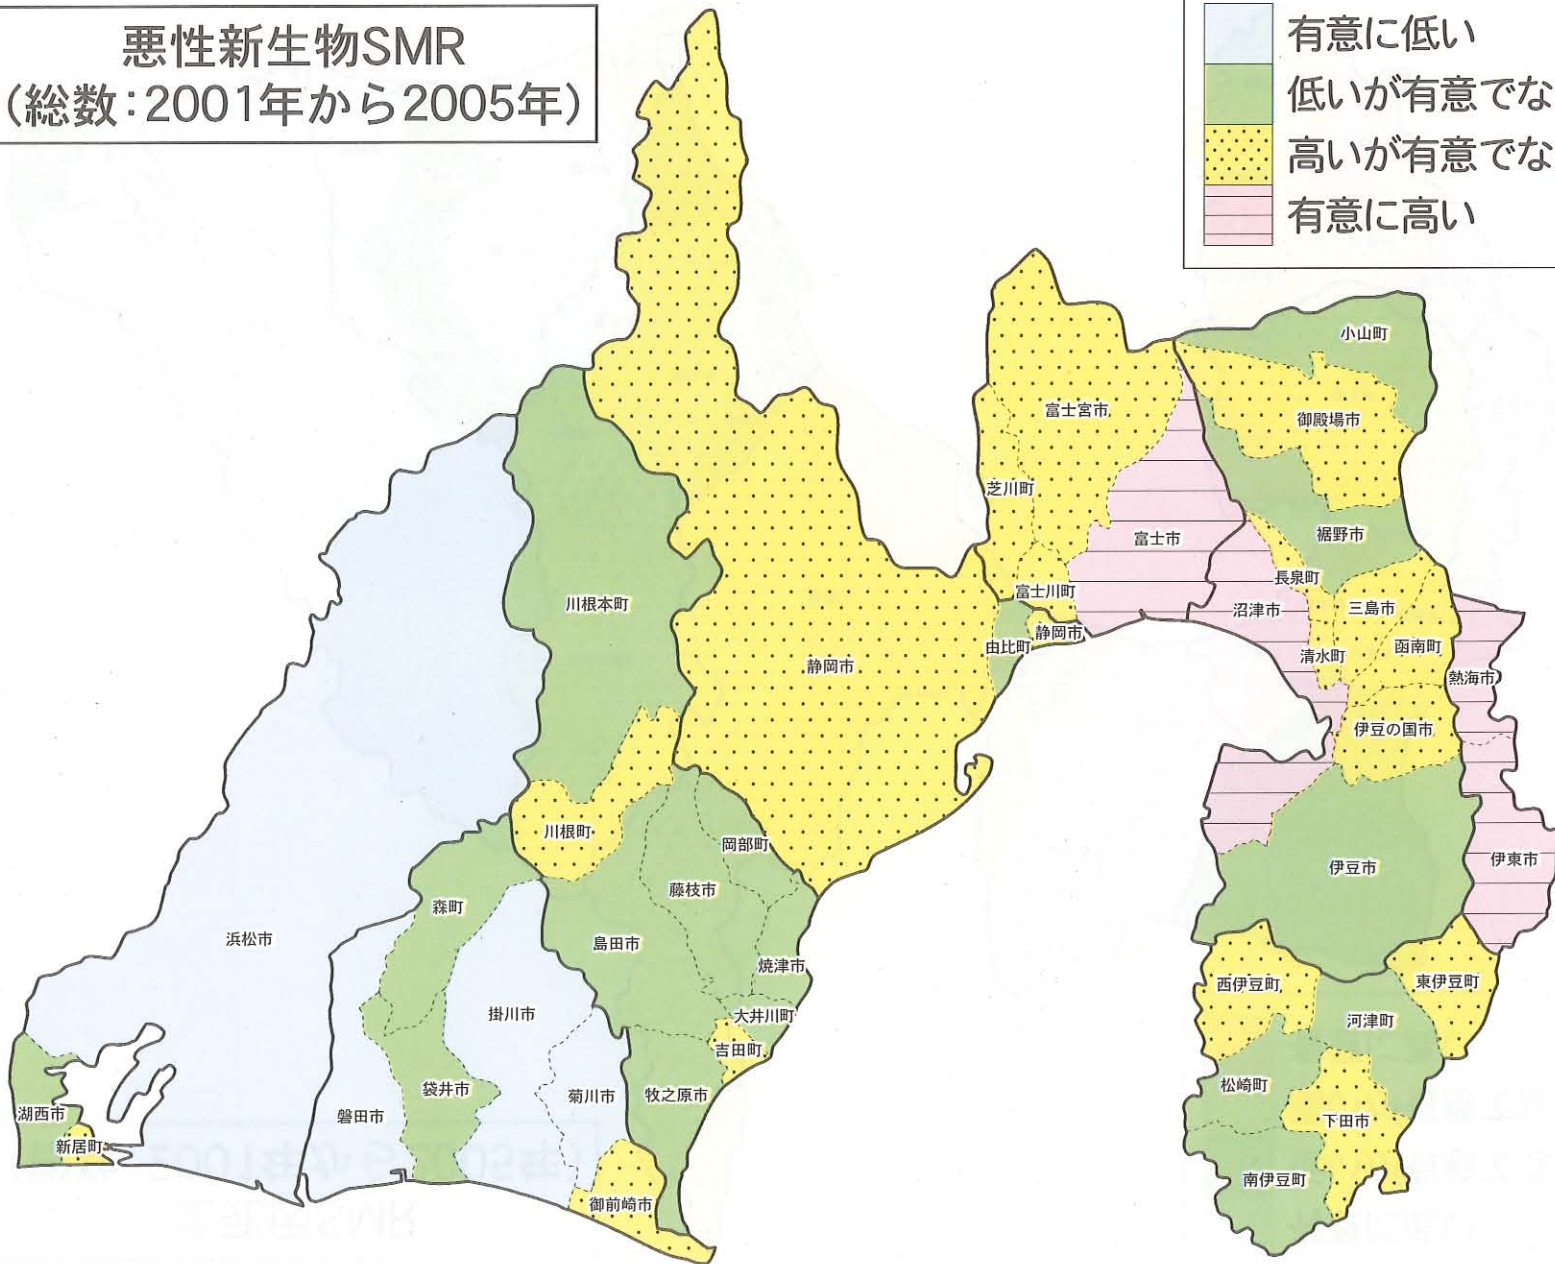 悪性新生物SMR
(総数:2001年から2005年)
有意に低い
低いが有意でな
高いが有意でな
有意に高い
小山町
御殿場市
富士宮市
芝川町
裾野市
富士市
長泉町
富士川町
沼津市
三島市
川根本町
静岡市
由比町
函南町
清水町
静岡市
熱海市
伊豆の国市
川根町
岡部町
伊東市
伊豆市
藤枝市
森町
浜松市
島田市
焼津市
西伊豆町
東伊豆町
掛川市
大井川町
河津町
吉田町
松崎町
袋井市
菊川市
牧之原市
湖西市
磐田市
下田市
新居町
南伊豆町
御前崎市